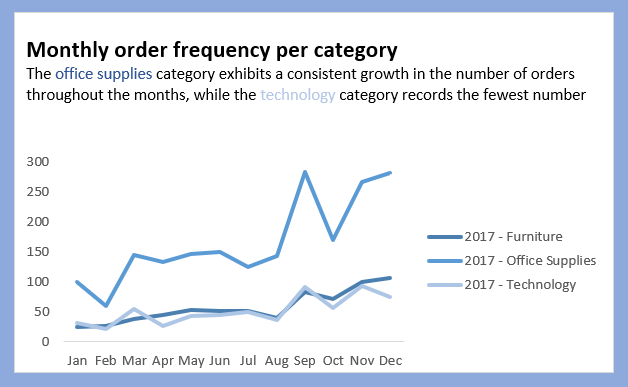 Monthly order frequency per category
The office supplies category exhibits a consistent growth in the number of orders
throughout the months, while the technology category records the fewest number
300
250
200
150
100
50
0
Jan Feb Mar Apr May Jun Jul Aug Sep Oct Nov Dec
2017 - Furniture
2017 - Office Supplies
2017 - Technology